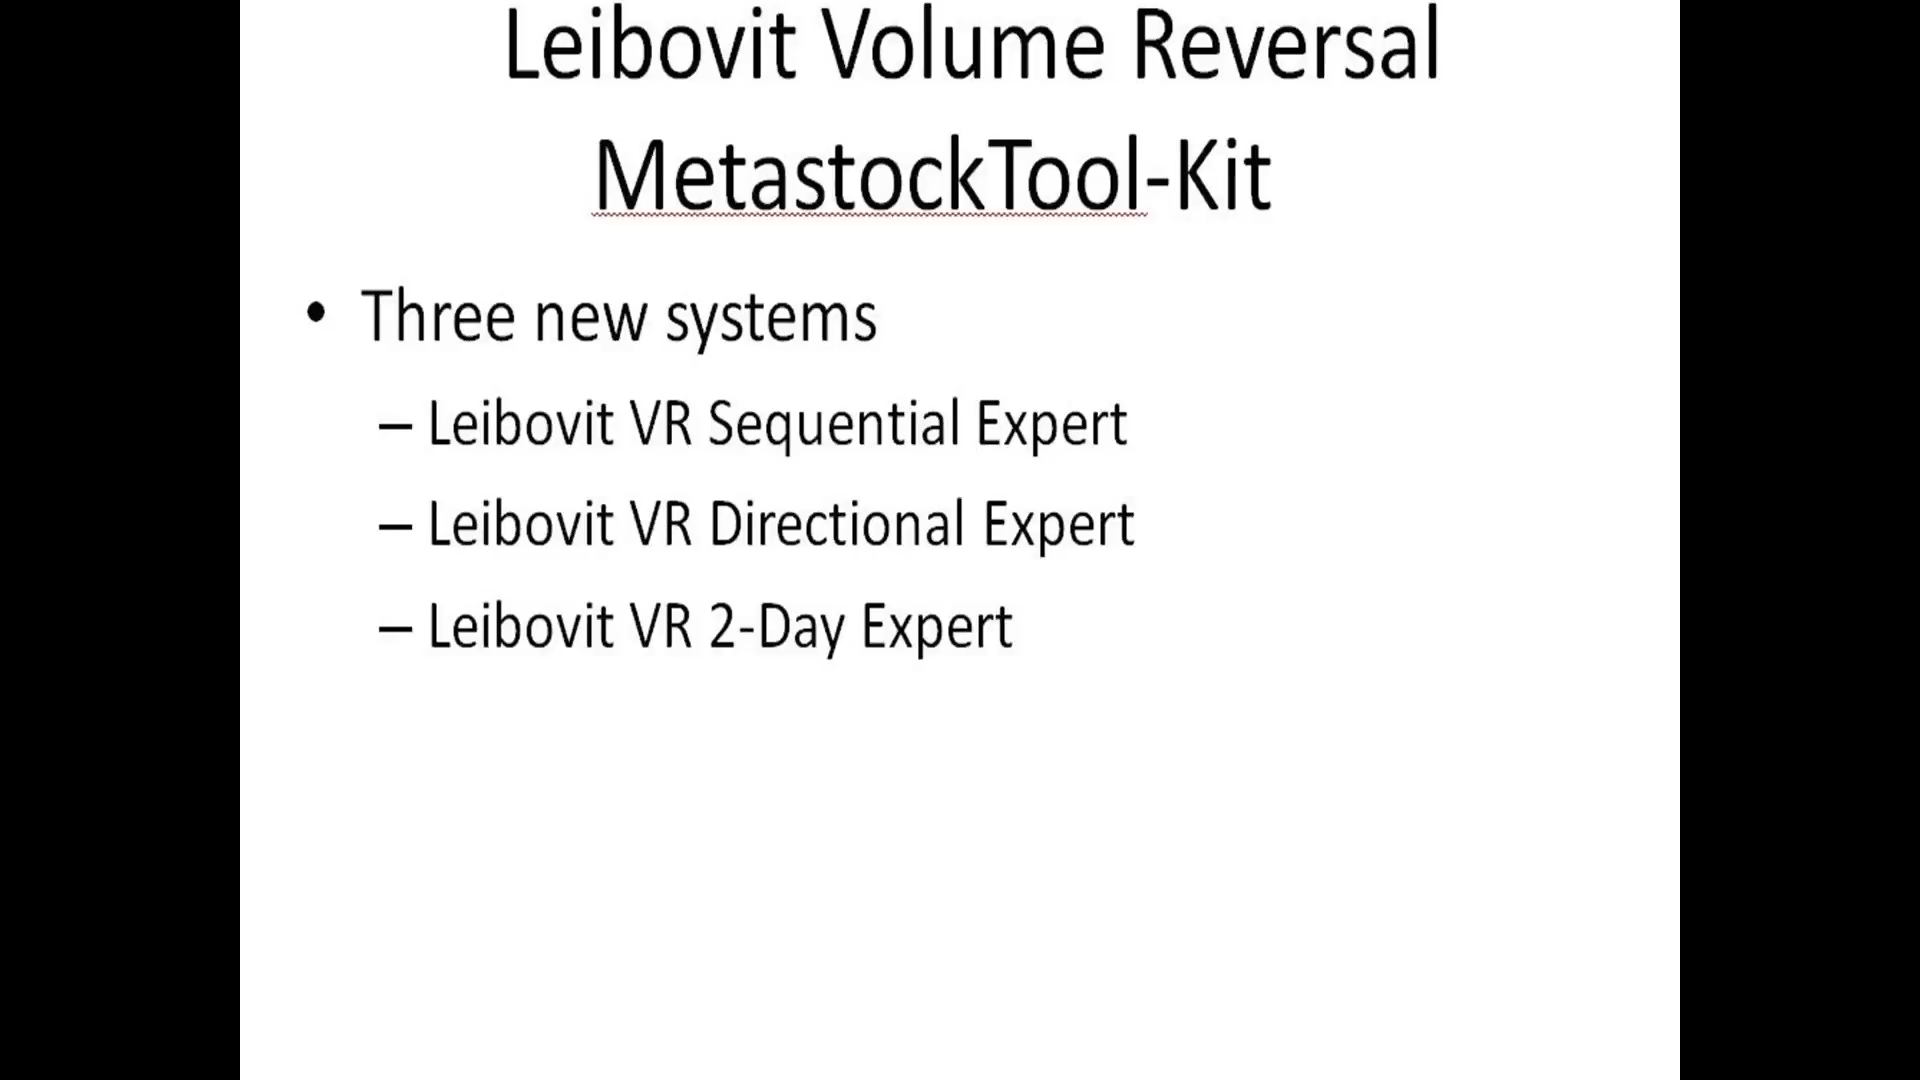 Leibovit Volume Reversal
MetastockTool-Kit
• Three new systems
– Leibovit VR Sequential Expert
– Leibovit VR Directional Expert
– Leibovit VR 2-Day Expert